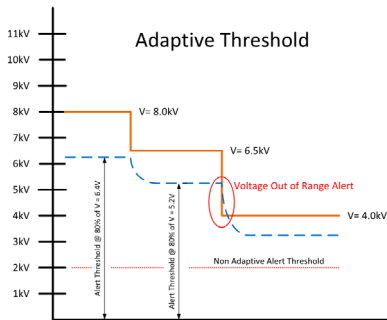 Adaptive Threshold
11kV
10kV
9kV
8kV
7kV
6kV
5kV
4kV
3kV
2kV
1kV
V= 8.0kV
V= 6.5kV
Voltage Out of Range Alert
V= 4.0kV
Non Adaptive Alert Threshold
Alert Threshold @ 80% of V = 6.4V
Alert Threshold @ 80% of V = 5.2V